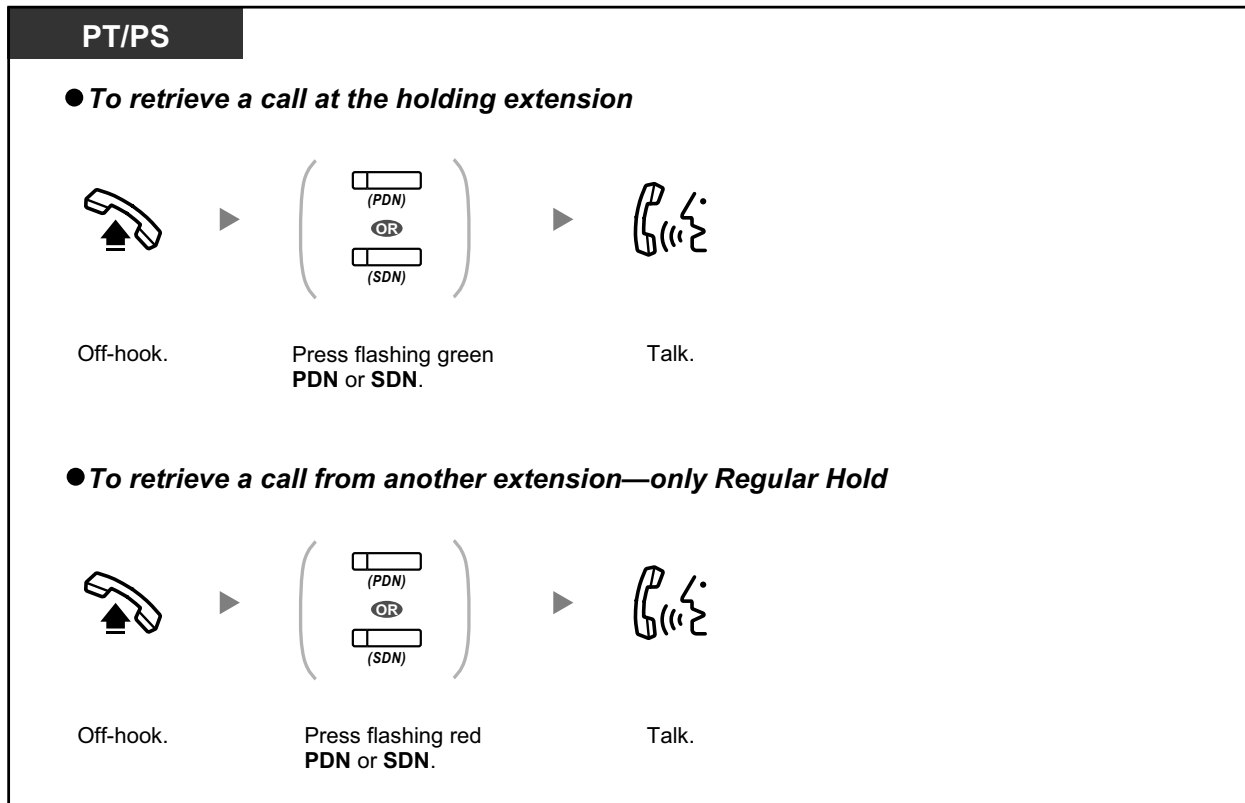 PT/PS
● To retrieve a call at the holding extension
(PDN)
OR
(SDN)
Off-hook.
Press flashing green
PDN or SDN.
Talk.
● To retrieve a call from another extension—only Regular Hold
(PDN)
OR
(SDN)
Off-hook.
Press flashing red
PDN or SDN.
Talk.